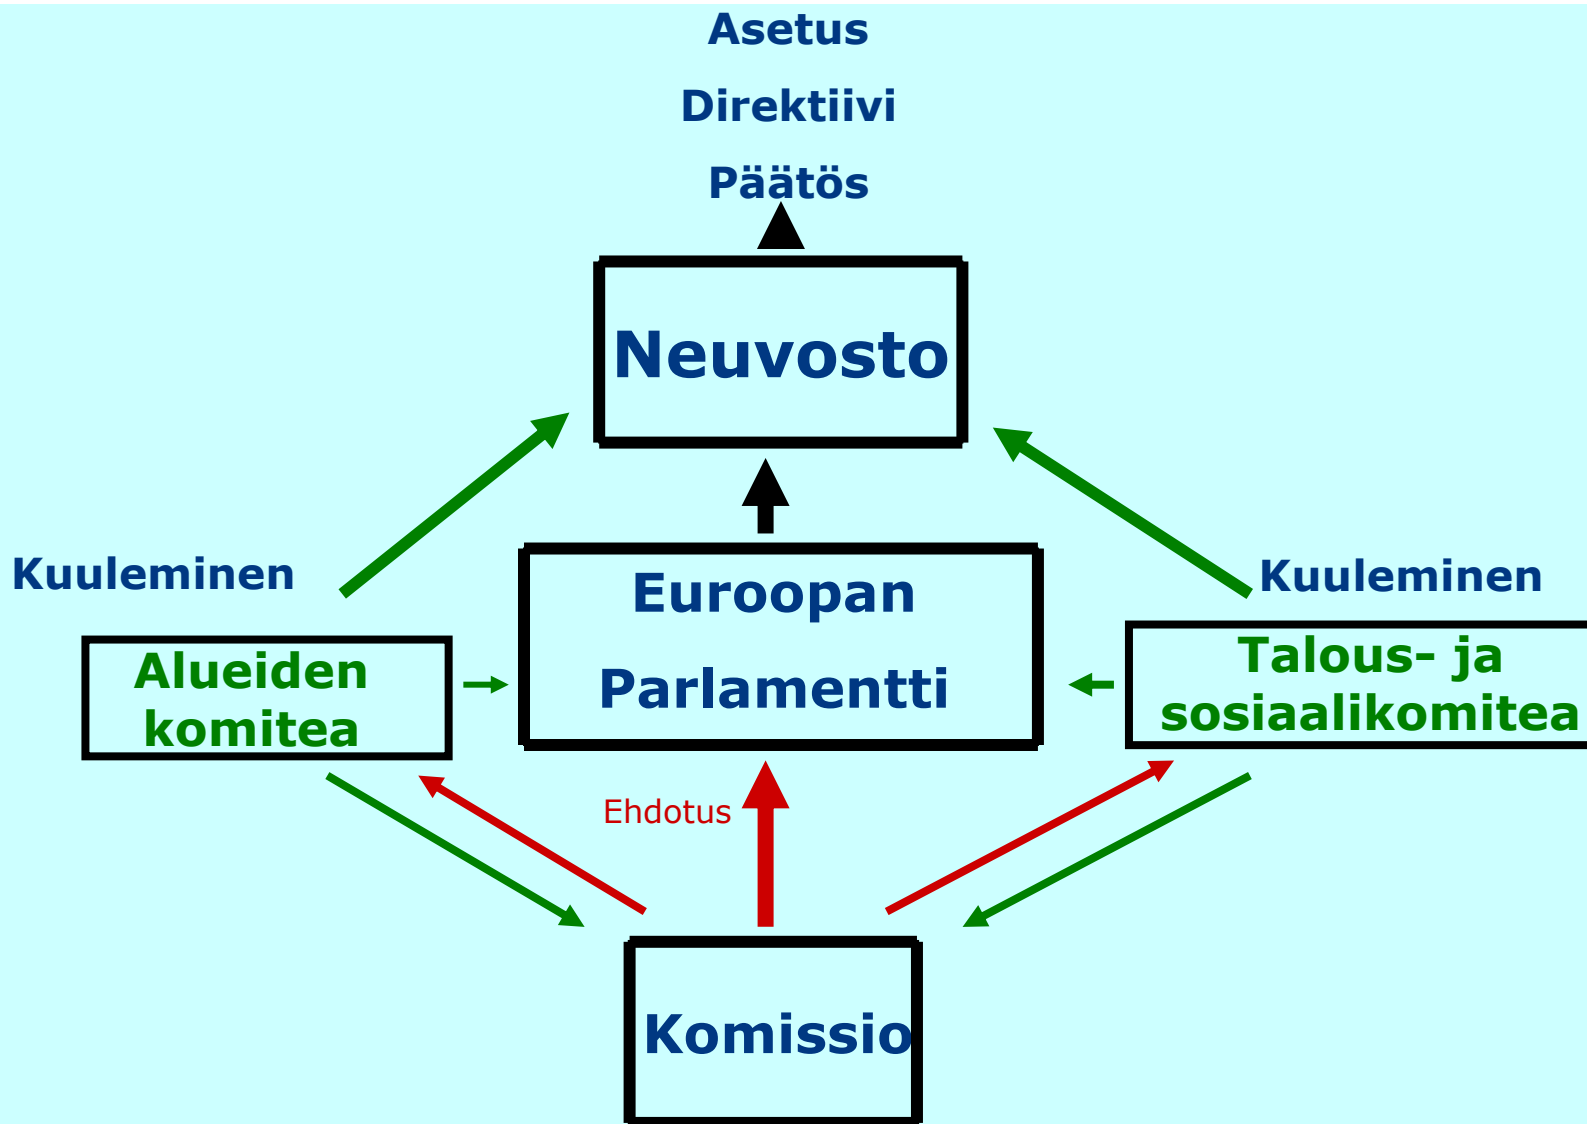 Asetus
Direktiivi
Päätös
Neuvosto
Kuuleminen
Kuuleminen
Euroopan
Parlamentti
Alueiden
komitea
Talous- ja
sosiaalikomitea
Ehdotus
Komissio